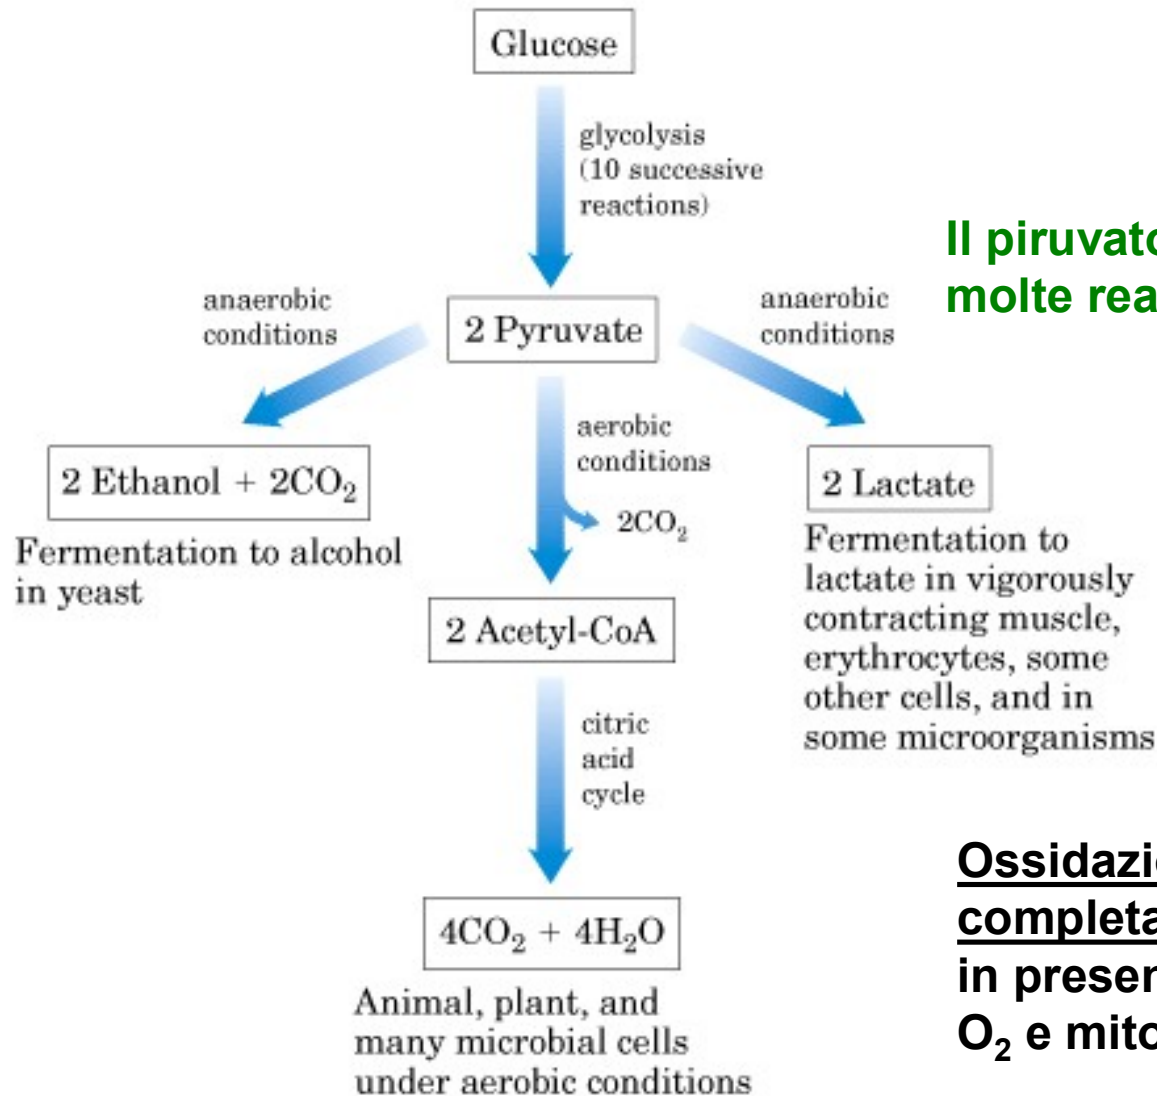 Glucose
glycolysis
(10 successive
reactions)
Il piruvato
molte rea
anaerobic
conditions
2 Pyruvate
anaerobic
conditions
2 Ethanol + 2CO₂
Fermentation to alcohol
in yeast
aerobic
conditions
2CO₂
2 Lactate
Fermentation to
lactate in vigorously
contracting muscle,
erythrocytes, some
other cells, and in
some microorganisms
2 Acetyl-CoA
citric
acid
cycle
4CO₂ + 4H₂O
Animal, plant, and
many microbial cells
under aerobic conditions
Ossidazio
completa
in presen
O₂ e mito